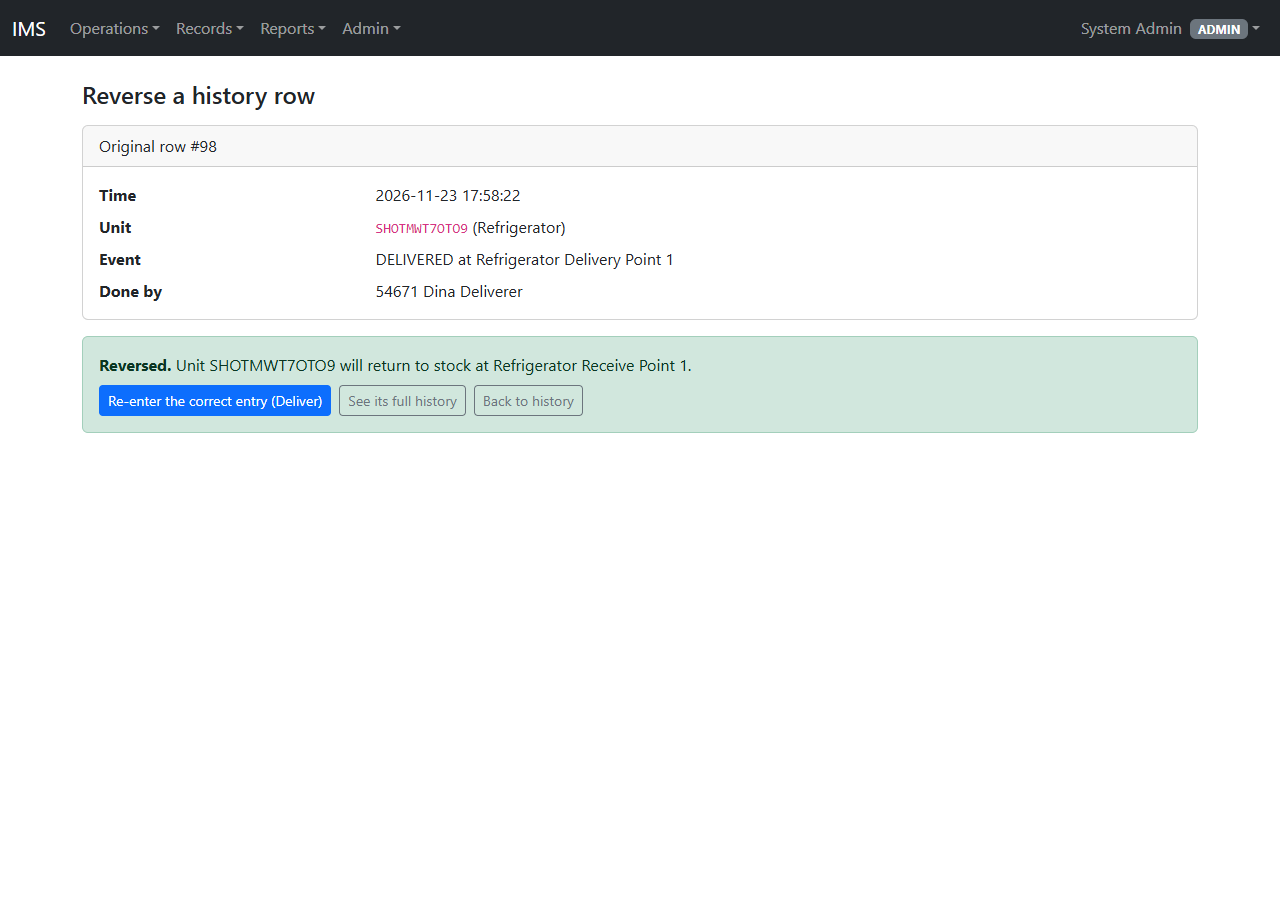 IMS Operations Records Reports Admin System Admin ADMIN
Reverse a history row
Original row #98
Time 2026-11-23 17:58:22
Unit SHOTMWT7OTO9 (Refrigerator)
Event DELIVERED at Refrigerator Delivery Point 1
Done by 54671 Dina Deliverer
Reversed. Unit SHOTMWT7OTO9 will return to stock at Refrigerator Receive Point 1.
Re-enter the correct entry (Deliver) See its full history Back to history